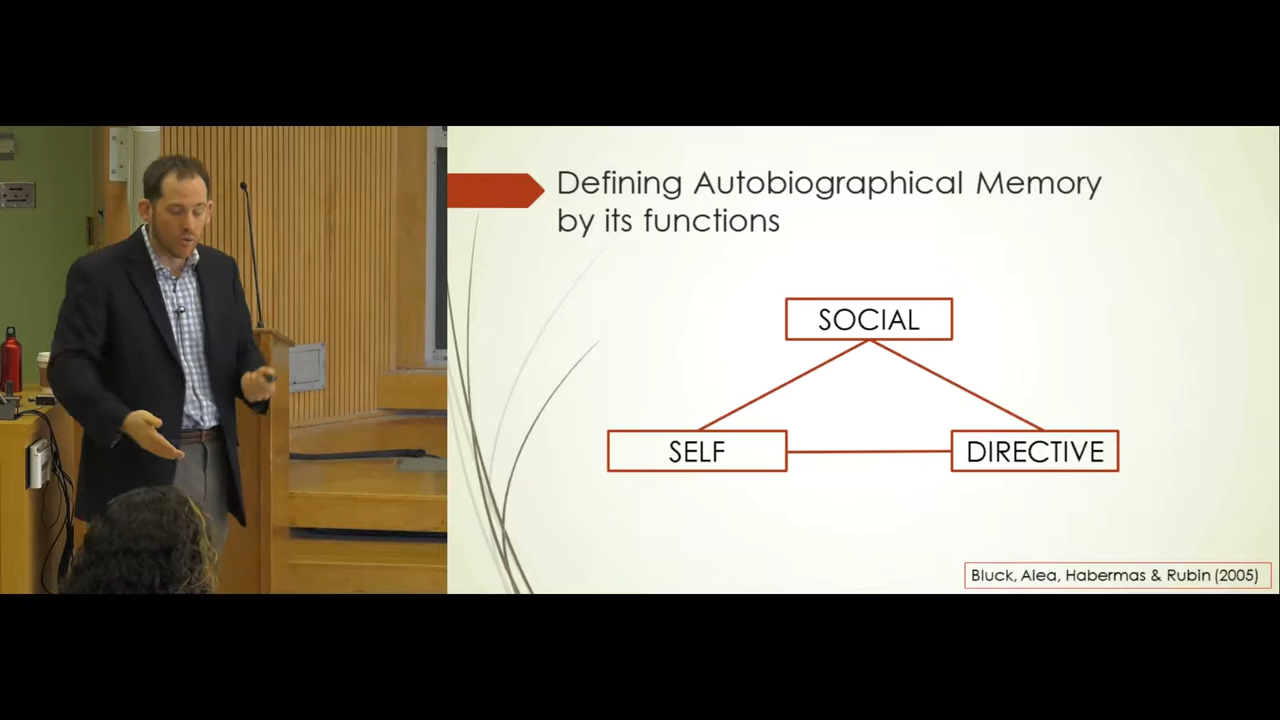 Defining Autobiographical Memory
by its functions
SOCIAL
SELF
DIRECTIVE
Bluck, Alea, Habermas & Rubin (2005)